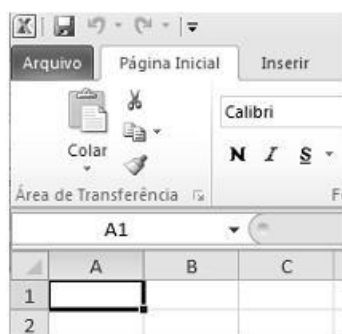 Arquivo Página Inicial Inserir
Calibri
Colar
N I S
Área de Transferência F
A1
A B C
1
2